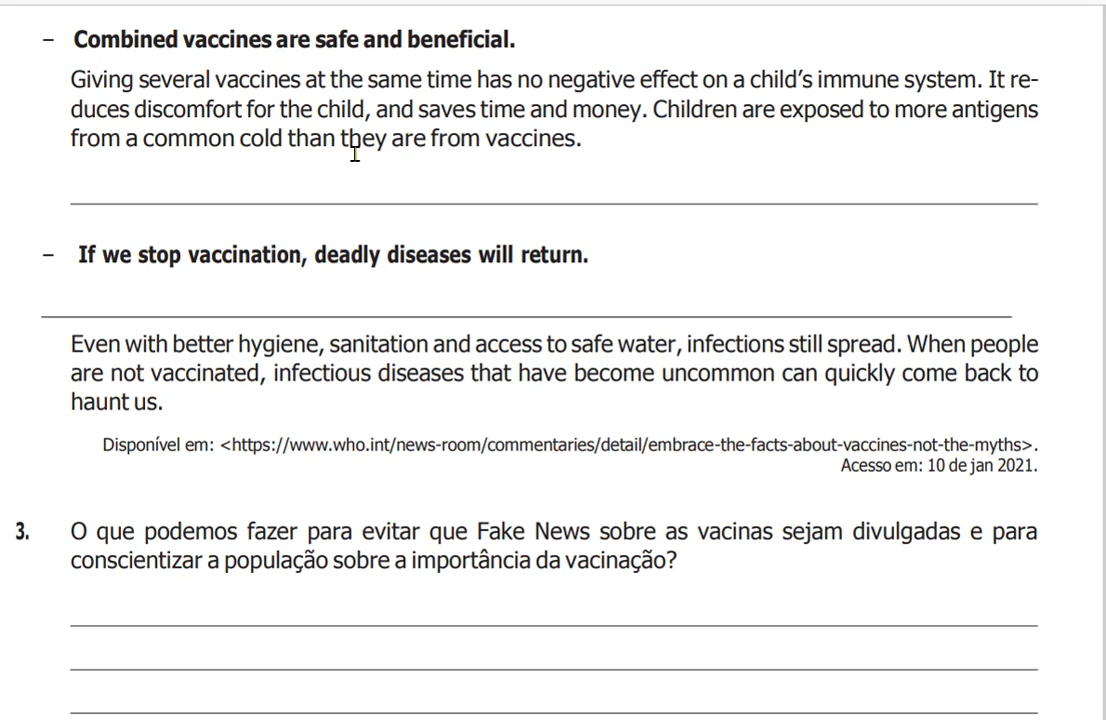 – Combined vaccines are safe and beneficial.
Giving several vaccines at the same time has no negative effect on a child's immune system. It re-
duces discomfort for the child, and saves time and money. Children are exposed to more antigens
from a common cold than they are from vaccines.
– If we stop vaccination, deadly diseases will return.
Even with better hygiene, sanitation and access to safe water, infections still spread. When people
are not vaccinated, infectious diseases that have become uncommon can quickly come back to
haunt us.
Disponível em: <https://www.who.int/news-room/commentaries/detail/embrace-the-facts-about-vaccines-not-the-myths>.
Acesso em: 10 de jan 2021.
3. O que podemos fazer para evitar que Fake News sobre as vacinas sejam divulgadas e para
conscientizar a população sobre a importância da vacinação?